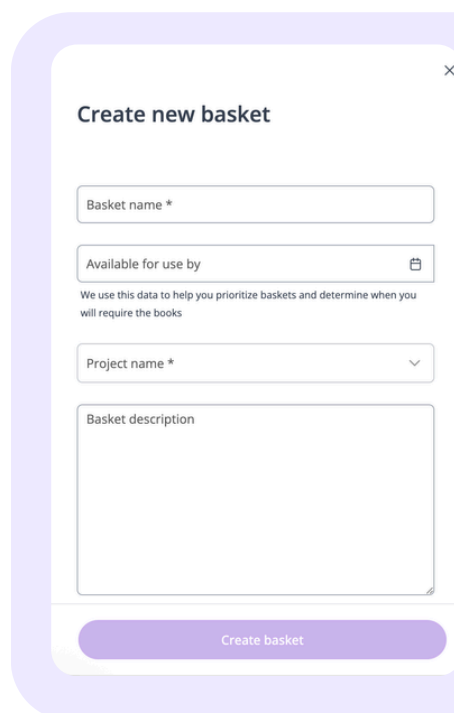 Create new basket
Basket name *
Available for use by
We use this data to help you prioritize baskets and determine when you
will require the books
Project name *
Basket description
Create basket